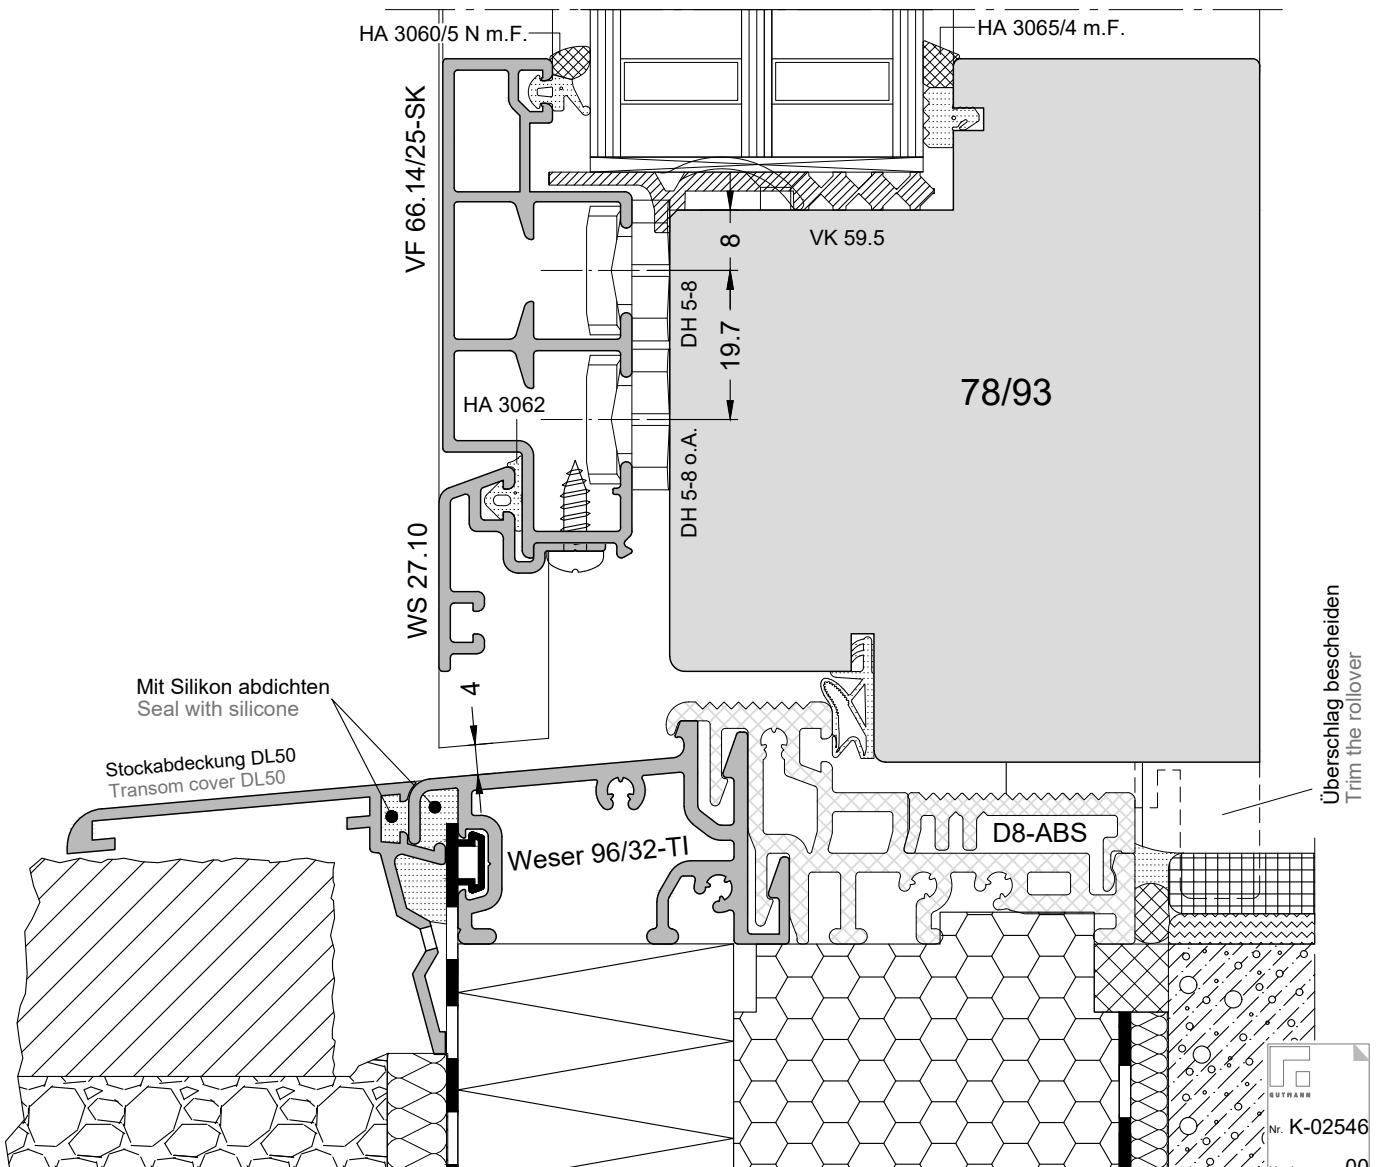 HA 3060/5 N m.F.
HA 3065/4 m.F.
VF 66.14/25-SK
VK 59.5
8
DH 5-8
19.7
78/93
HA 3062
DH 5-8 o.A.
WS 27.10
4
Mit Silikon abdichten
Seal with silicone
Stockabdeckung DL50
Transom cover DL50
Überschlag bescheiden
Trim the rollover
D8-ABS
Weser 96/32-TI
GUTMANN
Nr. K-02546